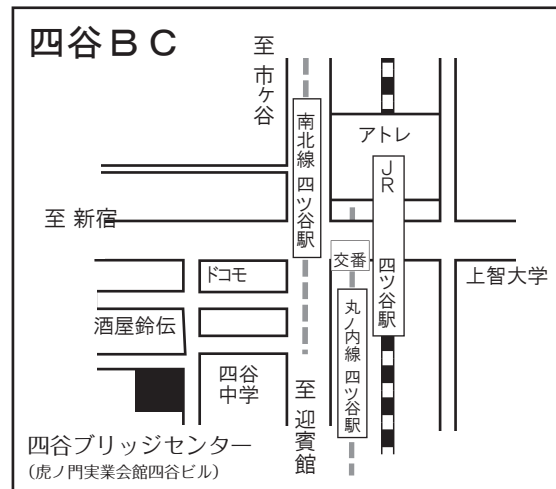 四谷ＢＣ
至 市ヶ谷
南北線 四ツ谷駅
アトレ
ＪＲ 四ツ谷駅
至 新宿
交番
上智大学
ドコモ
丸ノ内線 四ツ谷駅
酒屋鈴伝
四谷
中学
至 迎賓館
四谷ブリッジセンター
(虎ノ門実業会館四谷ビル)